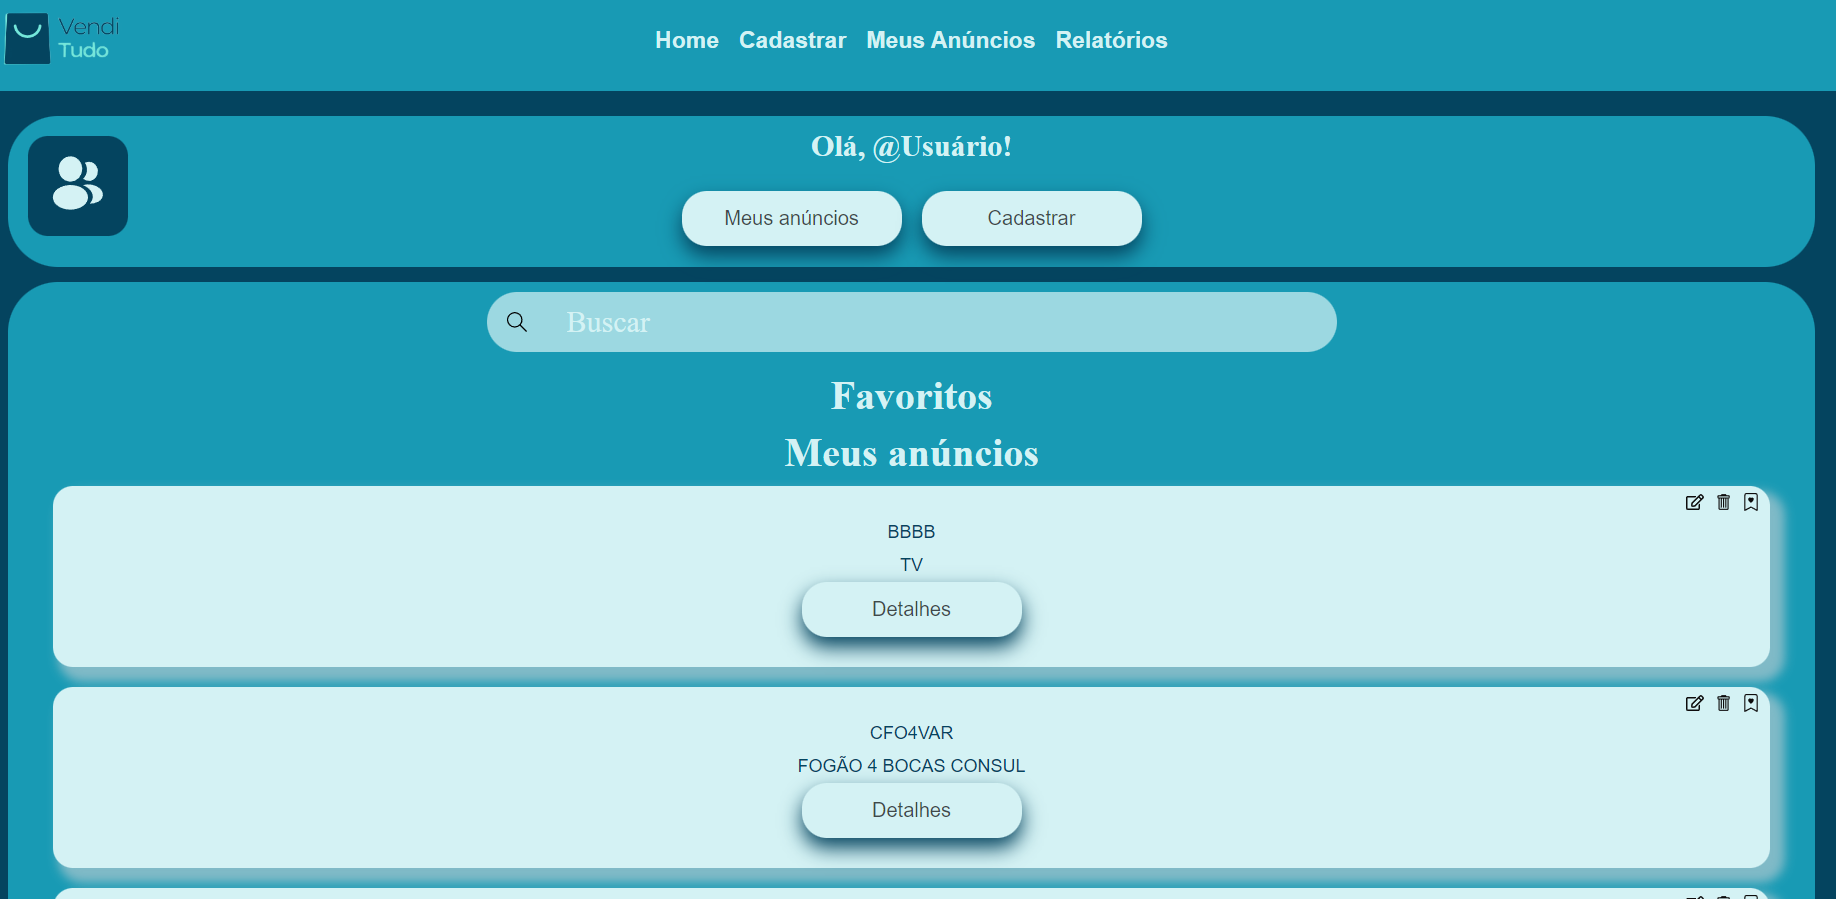 Vendi
Tudo
Home Cadastrar Meus Anúncios Relatórios
Olá, @Usuário!
Meus anúncios Cadastrar
Buscar
Favoritos
Meus anúncios
BBBB
TV
Detalhes
CFO4VAR
FOGÃO 4 BOCAS CONSUL
Detalhes